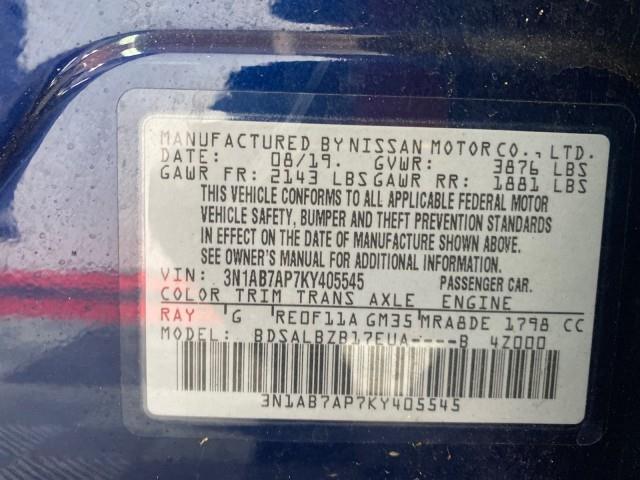 MANUFACTURED BY NISSAN MOTOR CO., LTD.
DATE: 08/19. GVWR: 3876 LBS
GAWR FR: 2143 LBS GAWR RR: 1881 LBS
THIS VEHICLE CONFORMS TO ALL APPLICABLE FEDERAL MOTOR
VEHICLE SAFETY, BUMPER AND THEFT PREVENTION STANDARDS
IN EFFECT ON THE DATE OF MANUFACTURE SHOWN ABOVE.
SEE OWNER'S MANUAL FOR ADDITIONAL INFORMATION.
VIN: 3N1AB7AP7KY405545 PASSENGER CAR.
COLOR TRIM TRANS AXLE ENGINE
RAY G RE0F11A GM35 MRA8DE 1798 CC
MODEL: BDSALBZB17EUA----B 4Z000
3N1AB7AP7KY405545